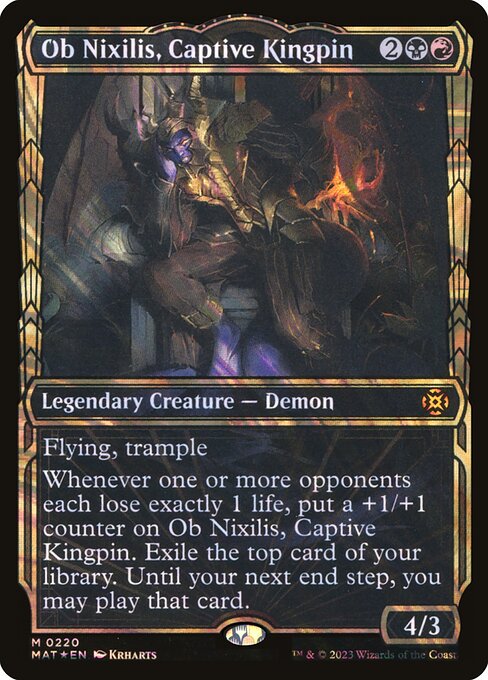 Ob Nixilis, Captive Kingpin 2
Legendary Creature — Demon
Flying, trample
Whenever one or more opponents
each lose exactly 1 life, put a +1/+1
counter on Ob Nixilis, Captive
Kingpin. Exile the top card of your
library. Until your next end step, you
may play that card.
4/3
M 0220
MAT★EN KRHARTS
™ & © 2023 Wizards of the Coast